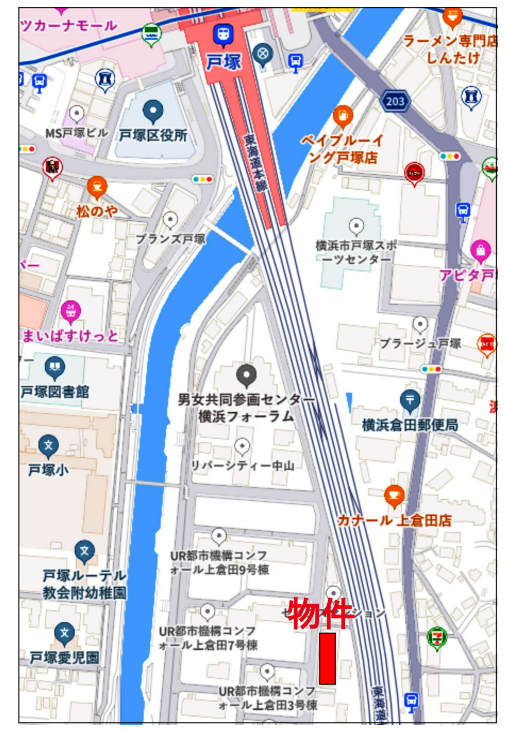 ツカーナモール
戸塚
ラーメン専門店
しんたけ
203
MS戸塚ビル
戸塚区役所
東海道本線
ベイブルーイ
ング戸塚店
松のや
ブランズ戸塚
横浜市戸塚スポ
ーツセンター
アピタ戸
パー
24
まいばすけっと
プラージュ戸塚
戸塚図書館
男女共同参画センター
横浜フォーラム
横浜倉田郵便局
文
戸塚小
リバーシティー中山
カナール 上倉田店
UR都市機構コンフ
ォール上倉田9号棟
文
戸塚ルーテル
教会附幼稚園
物件
UR都市機構コンフ
ォール上倉田7号棟
文
戸塚愛児園
UR都市機構コンフ
ォール上倉田3号棟
東海道